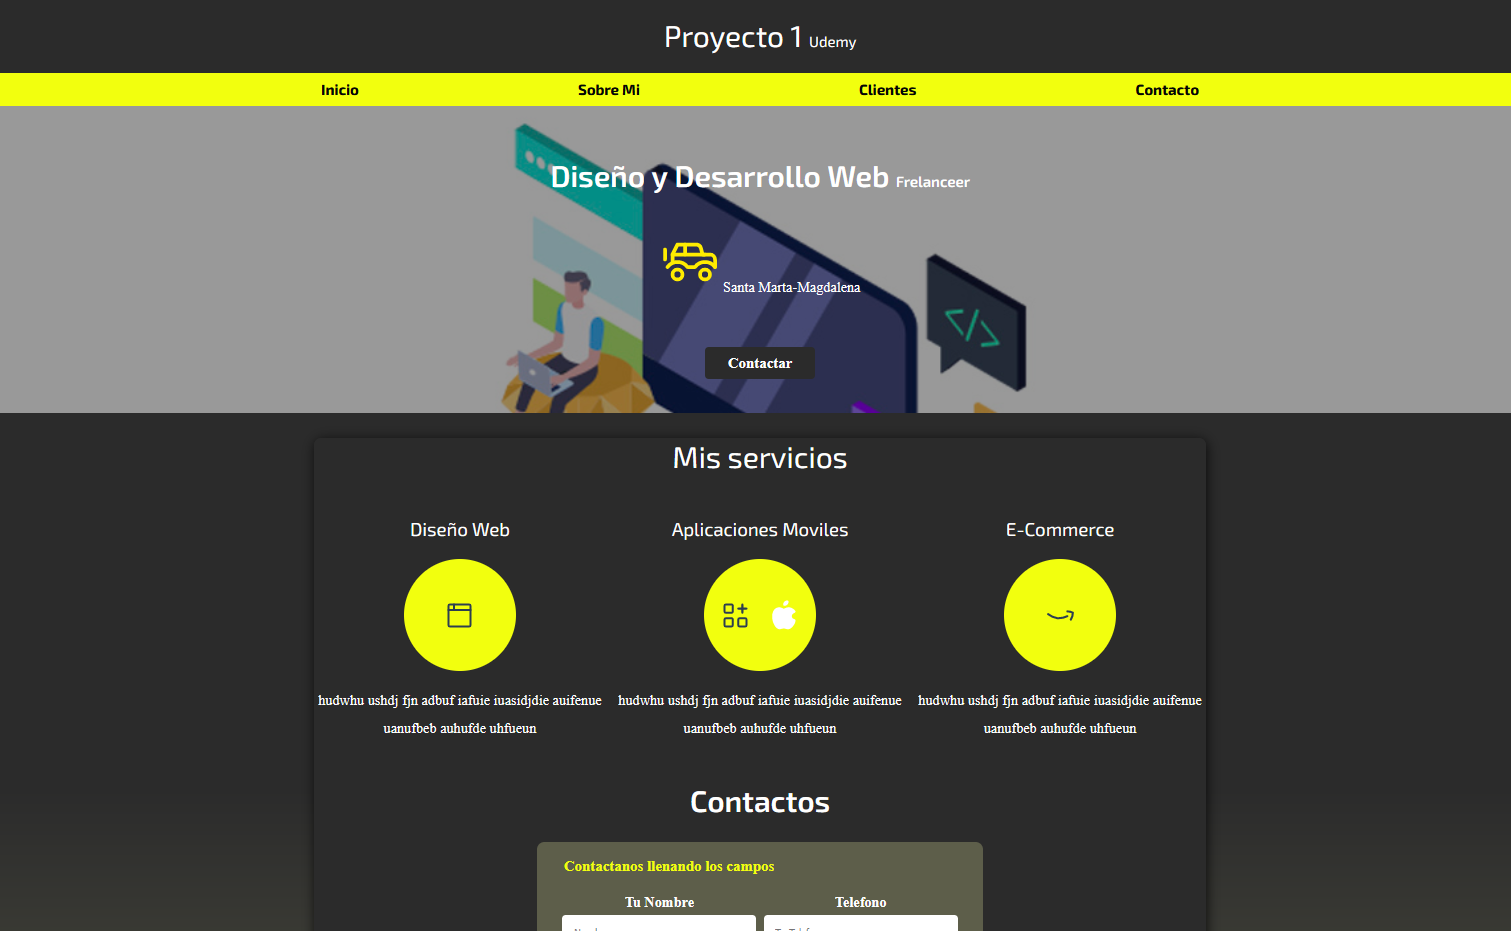 Proyecto 1 Udemy
Inicio Sobre Mi Clientes Contacto
Diseño y Desarrollo Web Frelanceer
Santa Marta-Magdalena
</>
Contactar
Mis servicios
Diseño Web Aplicaciones Moviles E-Commerce
hudwhu ushdj fjn adbuf iafuie iuasidjdie auifenue hudwhu ushdj fjn adbuf iafuie iuasidjdie auifenue hudwhu ushdj fjn adbuf iafuie iuasidjdie auifenue
uanufbeb auhufde uhfueun uanufbeb auhufde uhfueun uanufbeb auhufde uhfueun
Contactos
Contactanos llenando los campos
Tu Nombre Telefono